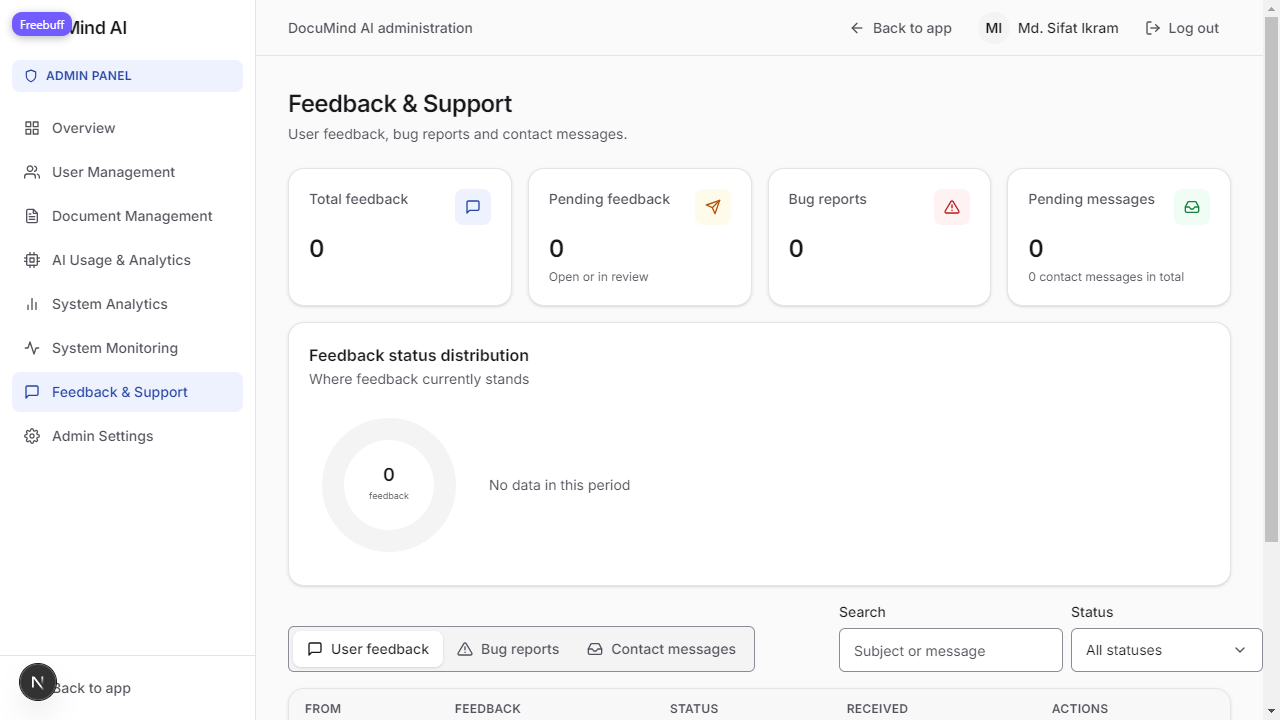 Freebuff
Mind AI
ADMIN PANEL
Overview
User Management
Document Management
AI Usage & Analytics
System Analytics
System Monitoring
Feedback & Support
Admin Settings
N
Back to app
DocuMind AI administration
Back to app
MI
Md. Sifat Ikram
Log out
Feedback & Support
User feedback, bug reports and contact messages.
Total feedback
0
Pending feedback
0
Open or in review
Bug reports
0
Pending messages
0
0 contact messages in total
Feedback status distribution
Where feedback currently stands
0
feedback
No data in this period
User feedback
Bug reports
Contact messages
Search
Subject or message
Status
All statuses
FROM FEEDBACK STATUS RECEIVED ACTIONS